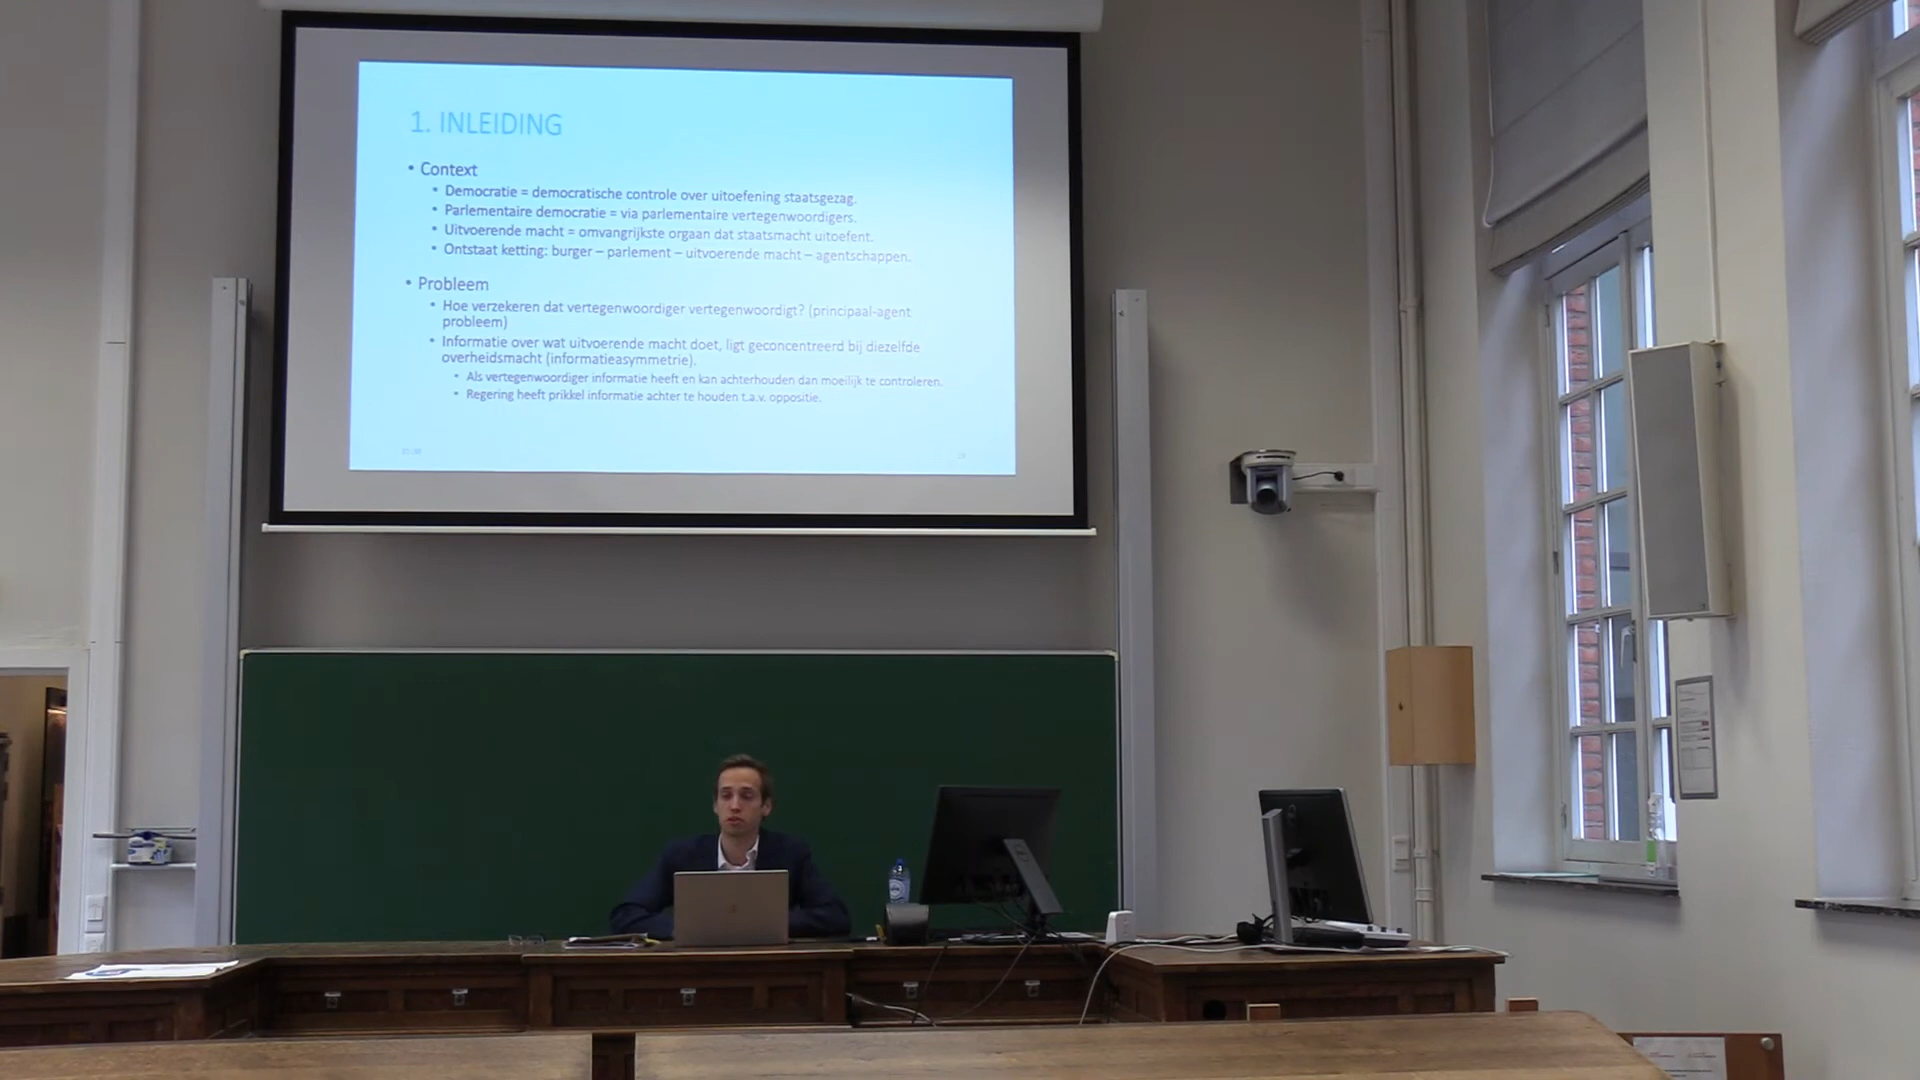 1. INLEIDING
• Context
• Democratie = democratische controle over uitoefening staatsgezag.
• Parlementaire democratie = via parlementaire vertegenwoordigers.
• Uitvoerende macht = omvangrijkste orgaan dat staatsmacht uitoefent.
• Ontstaat ketting: burger – parlement – uitvoerende macht – agentschappen.
• Probleem
• Hoe verzekeren dat vertegenwoordiger vertegenwoordigt? (principaal-agent
probleem)
• Informatie over wat uitvoerende macht doet, ligt geconcentreerd bij diezelfde
overheidsmacht (informatieasymmetrie).
• Als vertegenwoordiger informatie heeft en kan achterhouden dan moeilijk te controleren.
• Regering heeft prikkel informatie achter te houden t.a.v. oppositie.